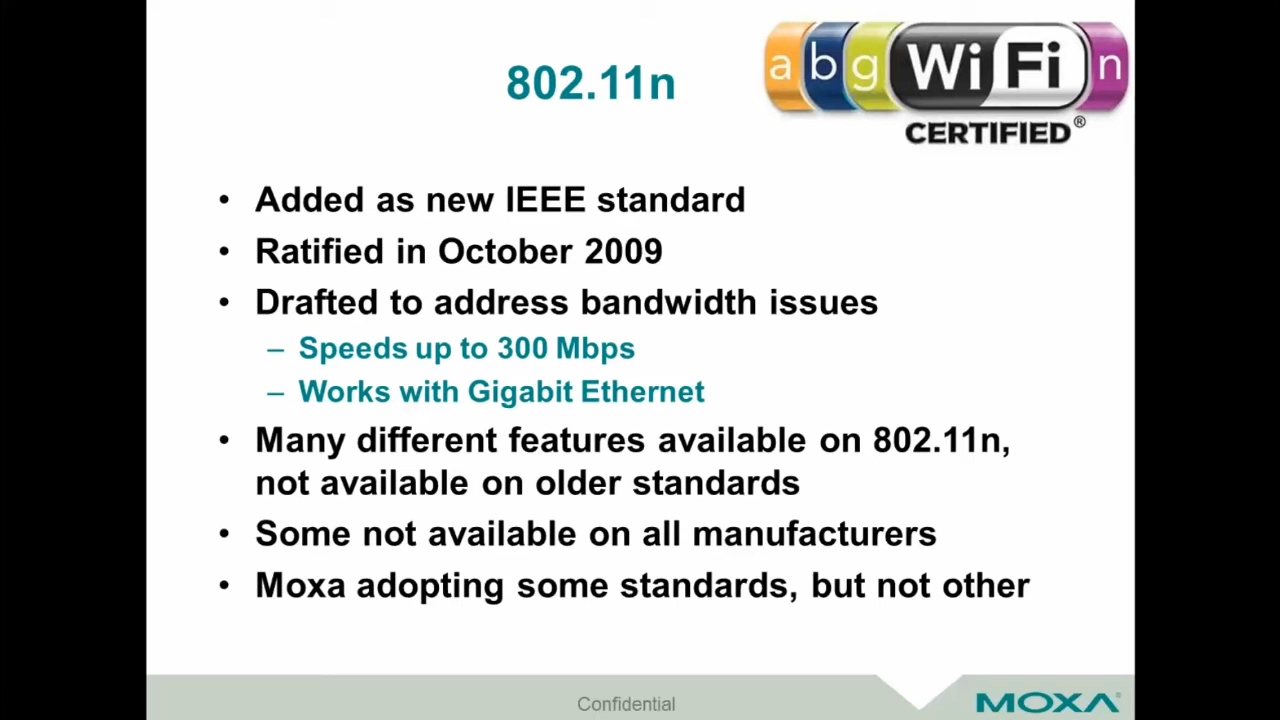 802.11n
a b g WiFi n
CERTIFIED®
• Added as new IEEE standard
• Ratified in October 2009
• Drafted to address bandwidth issues
– Speeds up to 300 Mbps
– Works with Gigabit Ethernet
• Many different features available on 802.11n,
not available on older standards
• Some not available on all manufacturers
• Moxa adopting some standards, but not other
Confidential
MOXA®